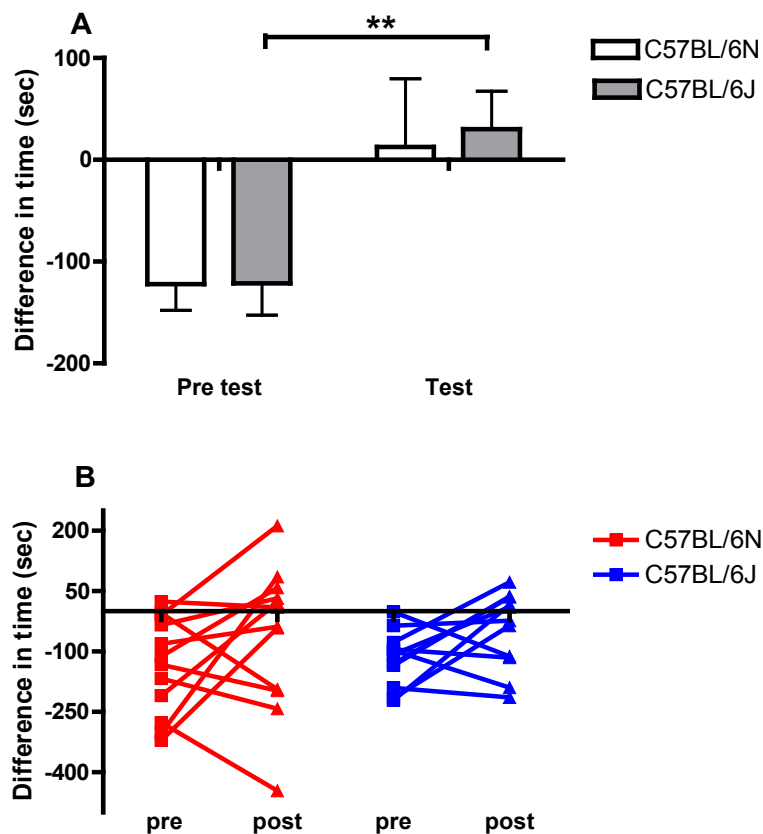 A
**
C57BL/6N
C57BL/6J
Difference in time (sec)
100
0
-100
-200
Pre test
Test
B
C57BL/6N
C57BL/6J
Difference in time (sec)
200
50
-100
-250
-400
pre
post
pre
post